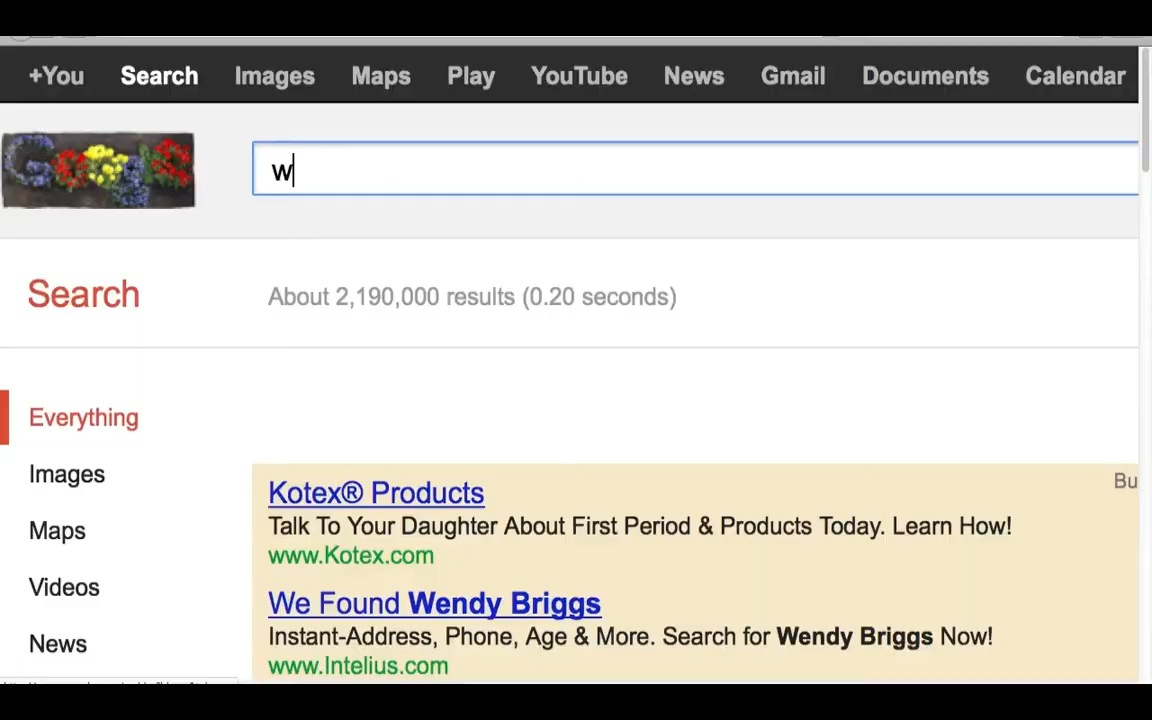 +You Search Images Maps Play YouTube News Gmail Documents Calendar
Google
w
Search
About 2,190,000 results (0.20 seconds)
Everything
Images
Maps
Videos
News
Bu
Kotex® Products
Talk To Your Daughter About First Period & Products Today. Learn How!
www.Kotex.com
We Found Wendy Briggs
Instant-Address, Phone, Age & More. Search for Wendy Briggs Now!
www.Intelius.com